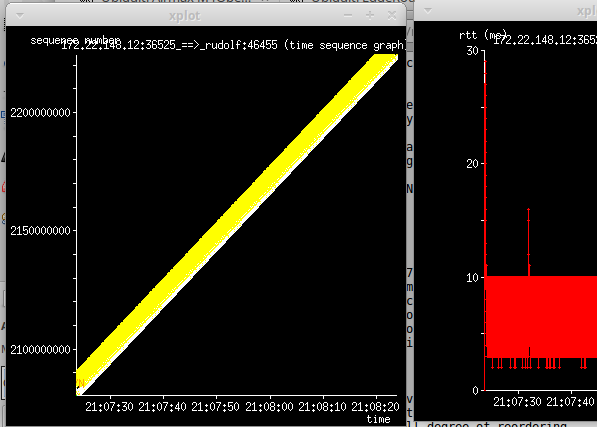 xplot
sequence number
172.22.148.12:36525_==>_rudolf:46455 (time sequence graph)
2200000000
2150000000
2100000000
21:07:30 21:07:40 21:07:50 21:08:00 21:08:10 21:08:20
time
rtt (ms)
172.22.148.12:3652
30
20
10
0
21:07:30 21:07:40
degree of reordering